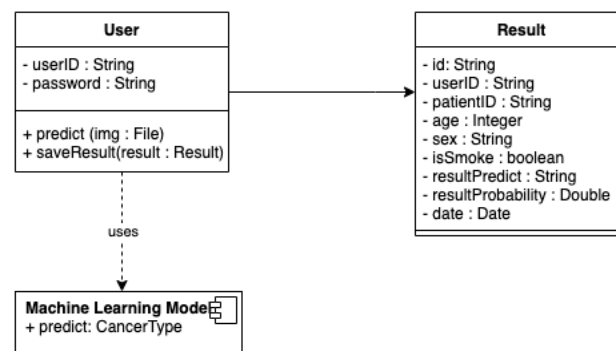 User
- userID : String
- password : String
+ predict (img : File)
+ saveResult(result : Result)
Result
- id: String
- userID : String
- patientID : String
- age : Integer
- sex : String
- isSmoke : boolean
- resultPredict : String
- resultProbability : Double
- date : Date
uses
Machine Learning Model
+ predict: CancerType